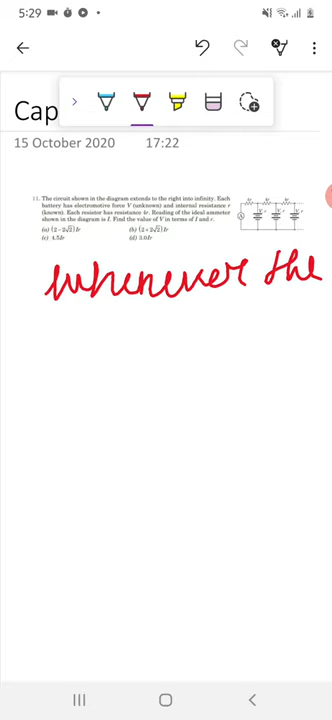 5:29
Cap
15 October 2020 17:22
11. The circuit shown in the diagram extends to the right into infinity. Each
battery has electromotive force V (unknown) and internal resistance r
(known). Each resistor has resistance 4r. Reading of the ideal ammeter
shown in the diagram is I. Find the value of V in terms of I and r.
(a) (2 – 2√2) Ir (b) (2 + 2√2) Ir
(c) 4.5Ir (d) 3.0Ir
whenever the